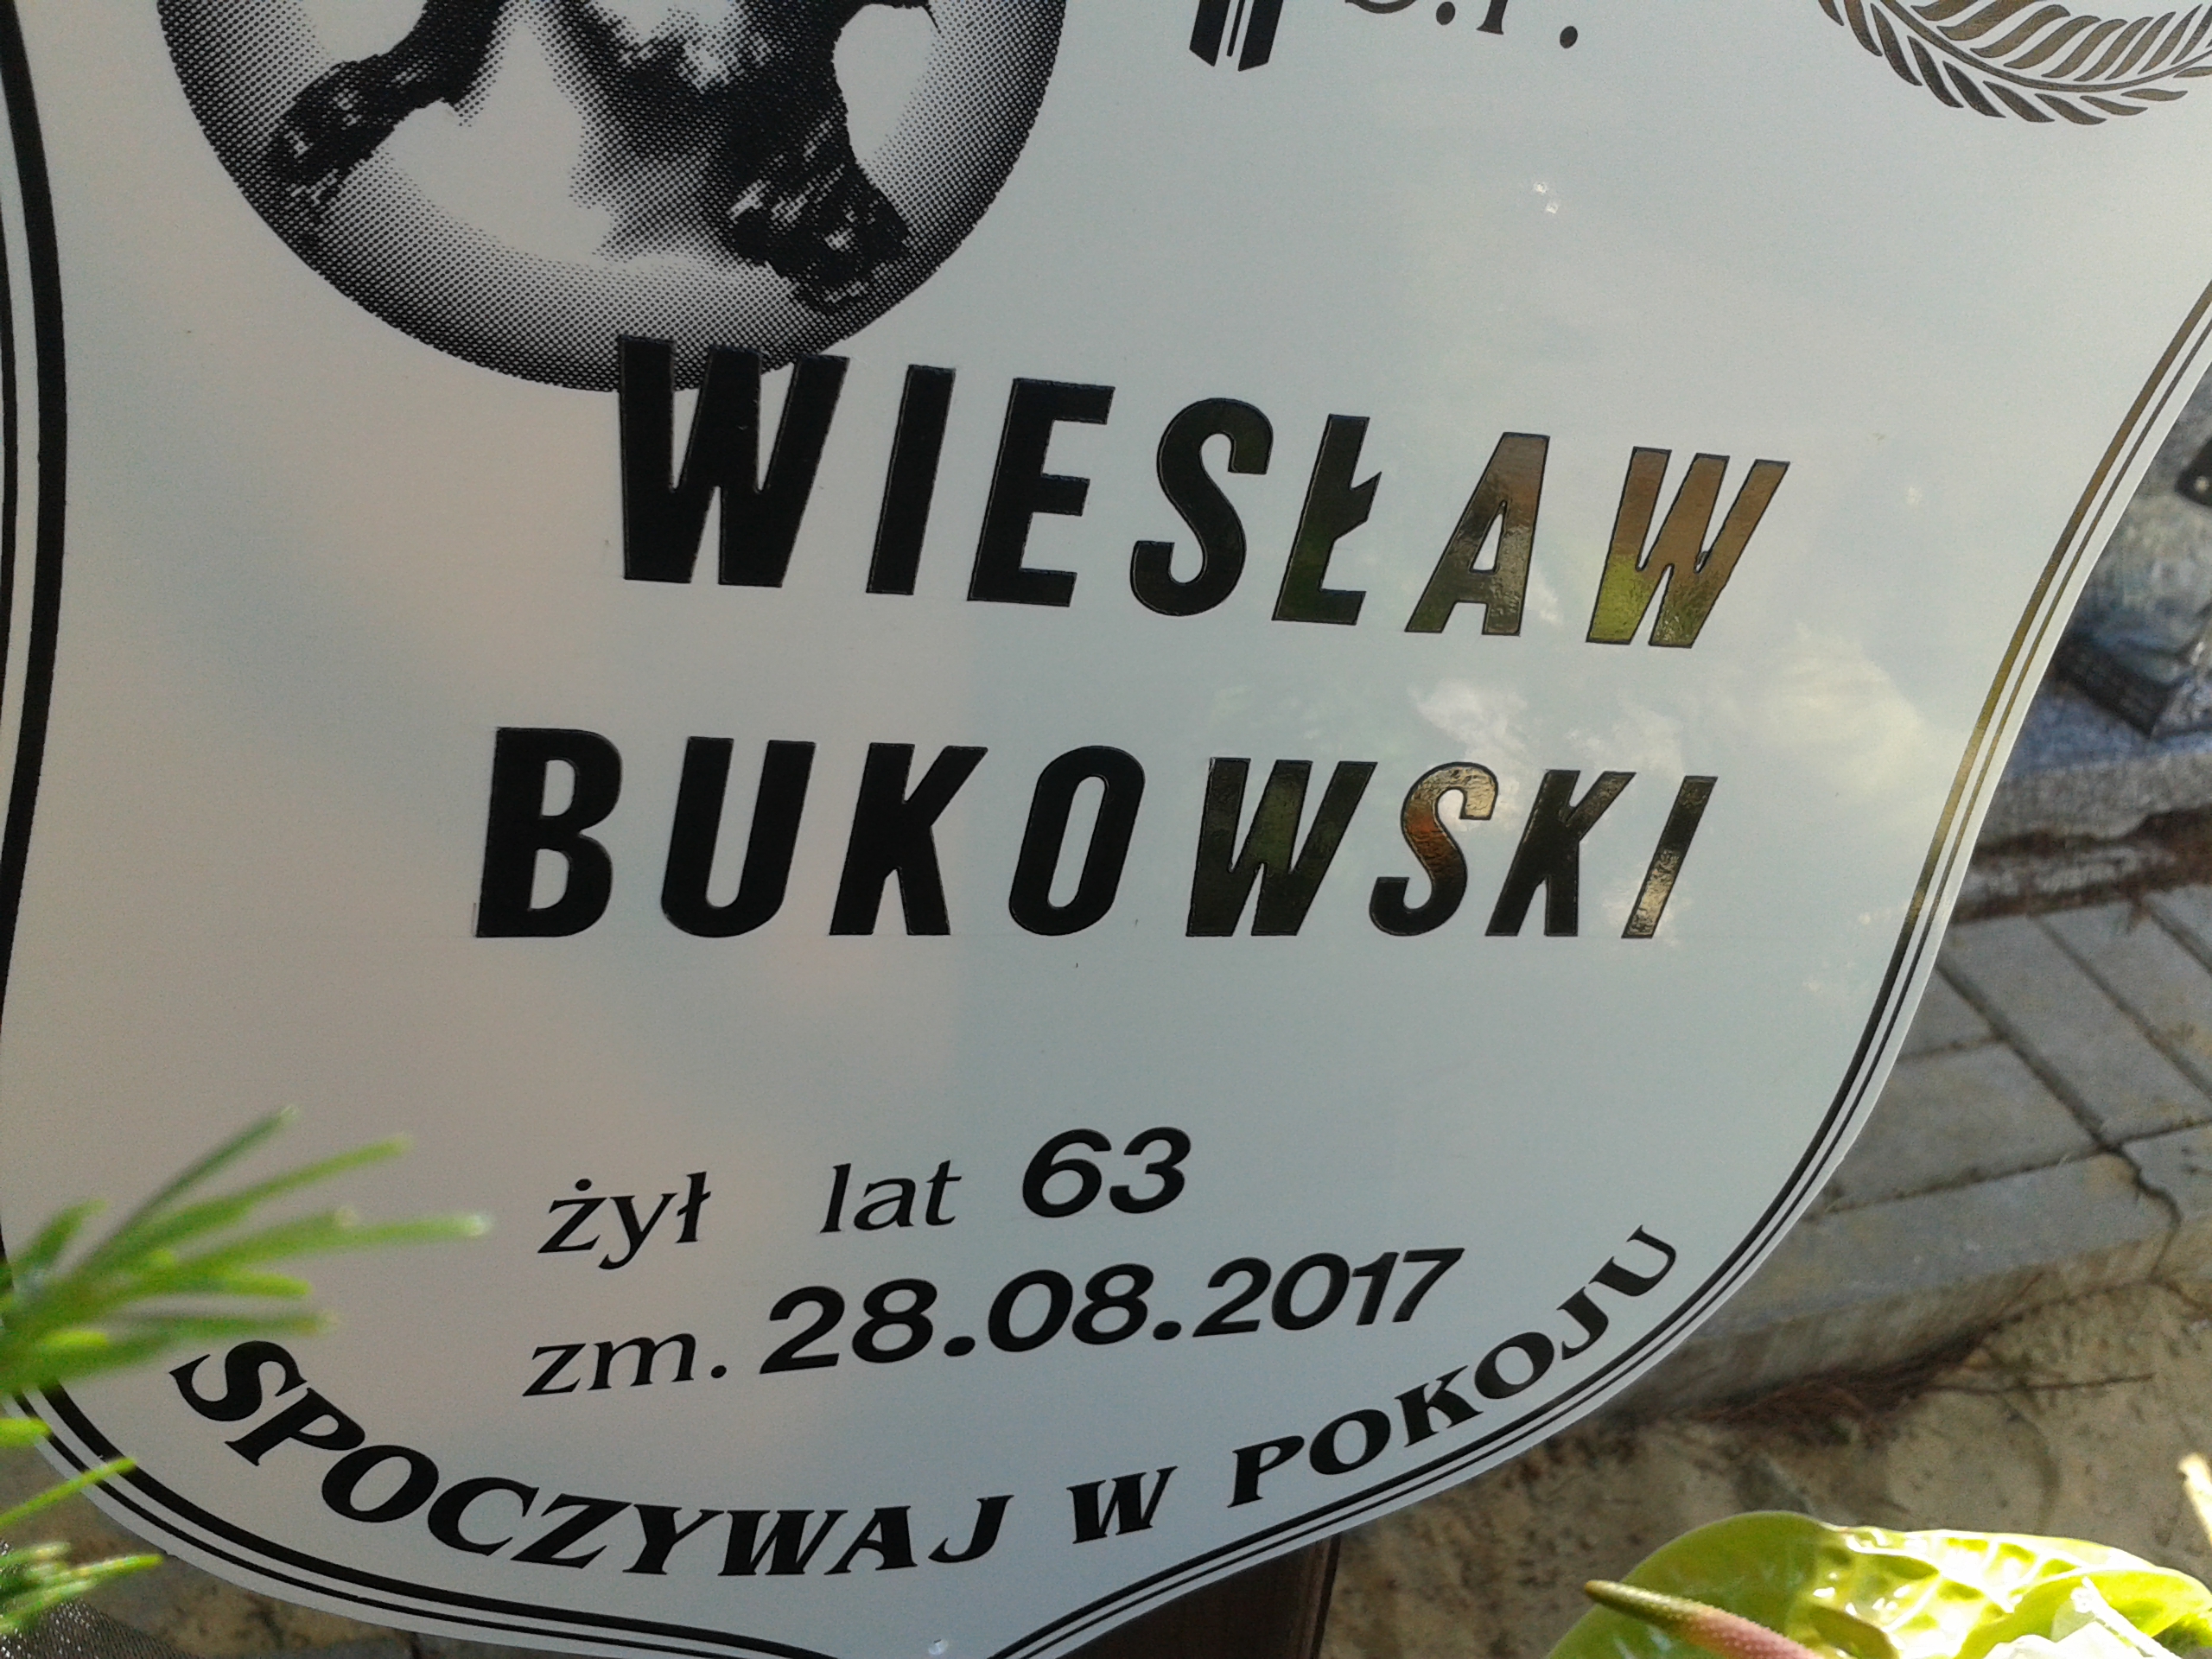 WIESŁAW
BUKOWSKI
żył lat 63
zm. 28.08.2017
SPOCZYWAJ W POKOJU